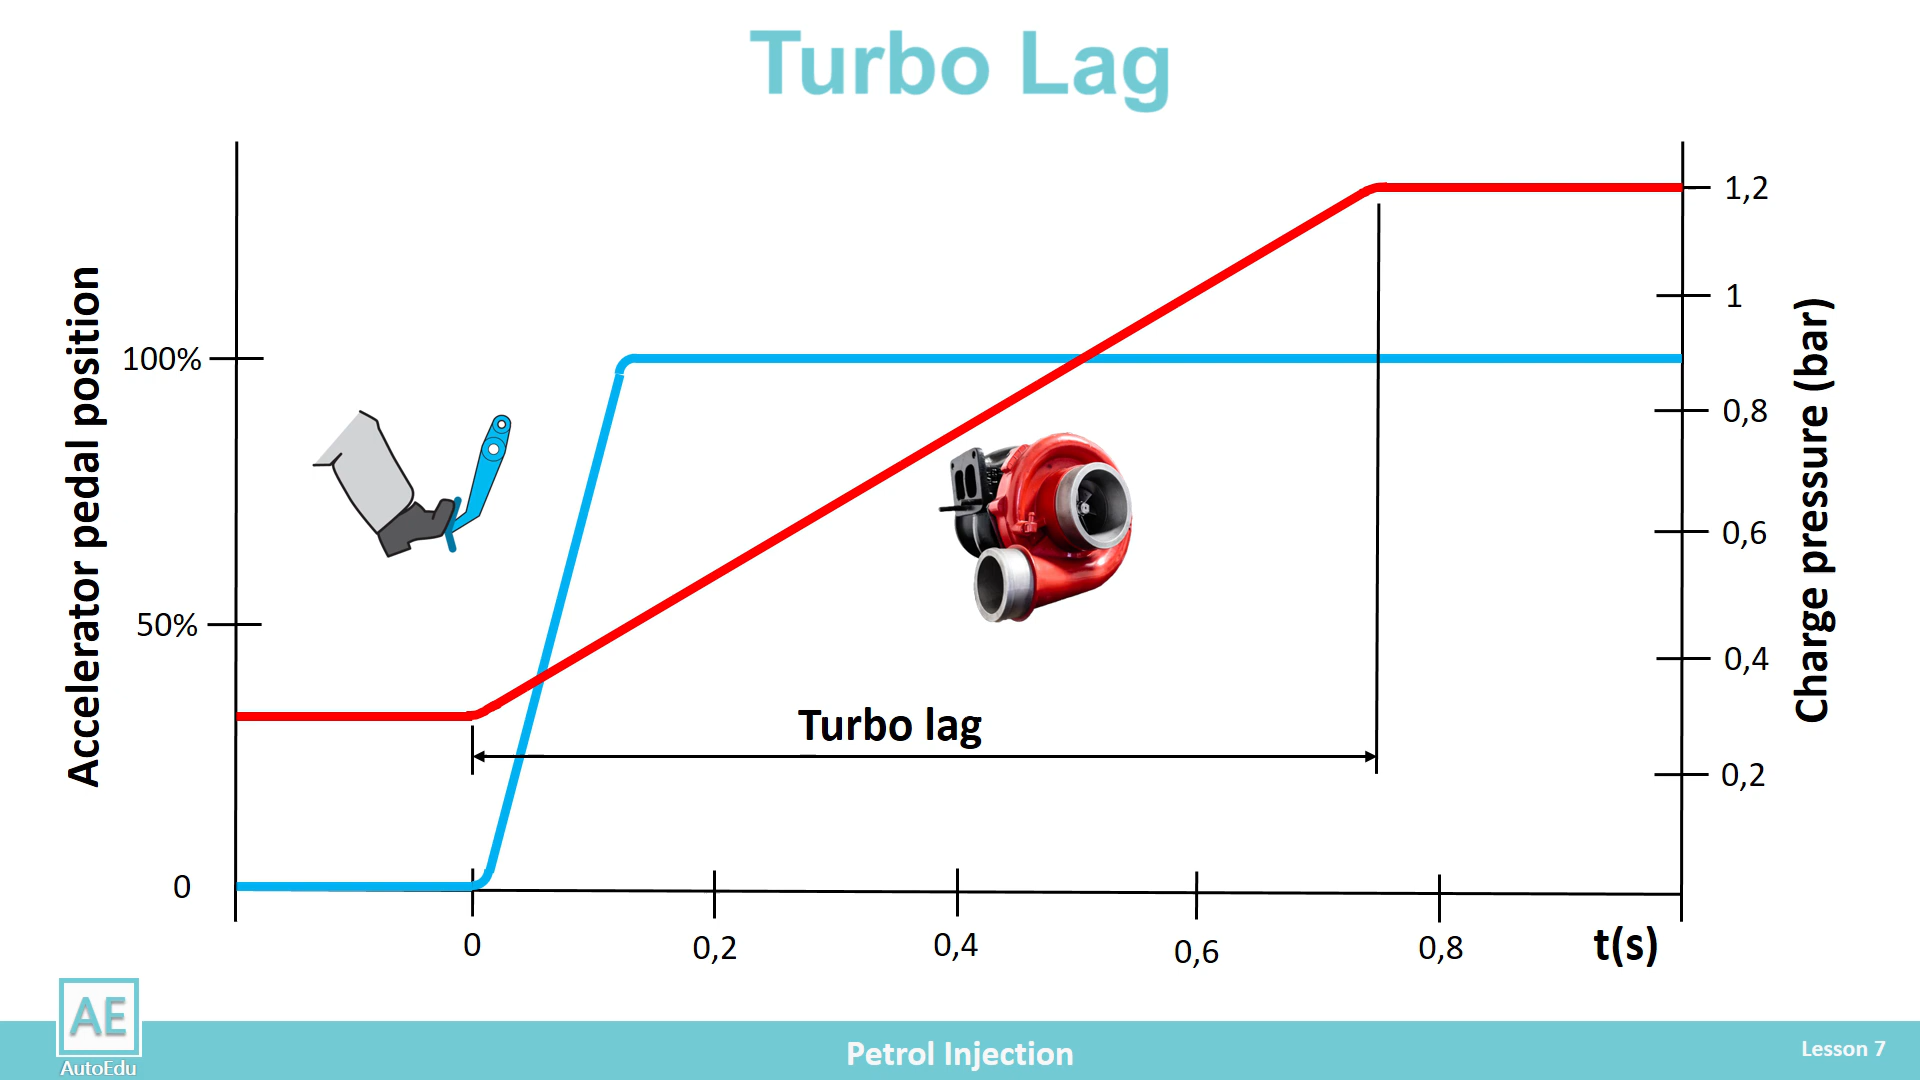 Turbo Lag
Accelerator pedal position
100%
50%
0
Turbo lag
1,2
1
0,8
0,6
0,4
0,2
Charge pressure (bar)
0
0,2
0,4
0,6
0,8
t(s)
AE
AutoEdu
Petrol Injection
Lesson 7